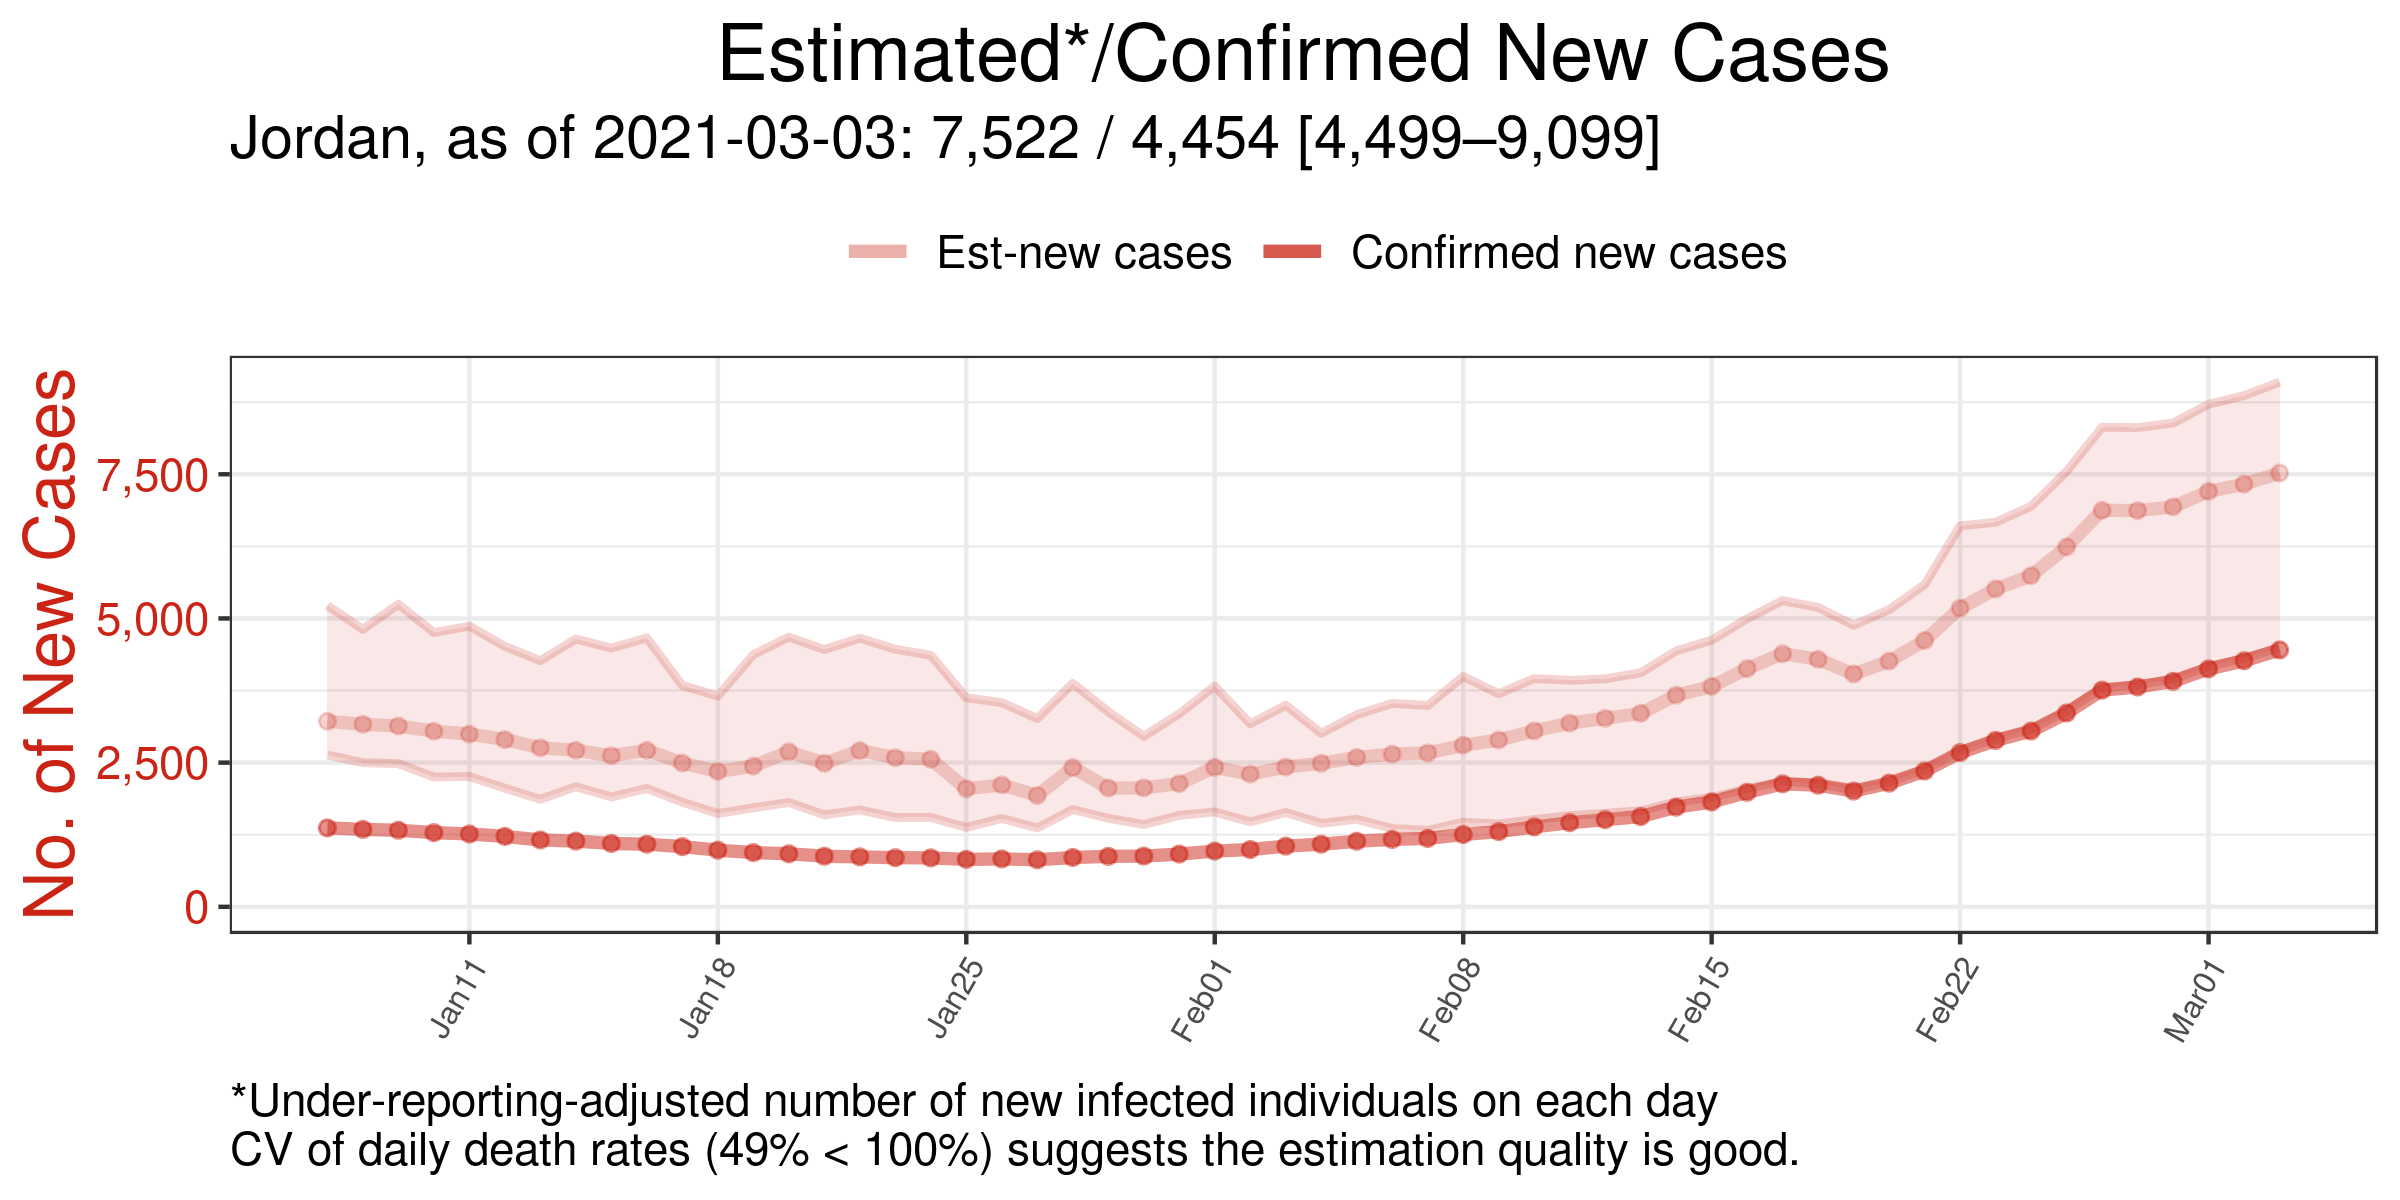 Estimated*/Confirmed New Cases
Jordan, as of 2021-03-03: 7,522 / 4,454 [4,499–9,099]
Est-new cases
Confirmed new cases
No. of New Cases
7,500
5,000
2,500
0
Jan11
Jan18
Jan25
Feb01
Feb08
Feb15
Feb22
Mar01
*Under-reporting-adjusted number of new infected individuals on each day
CV of daily death rates (49% < 100%) suggests the estimation quality is good.